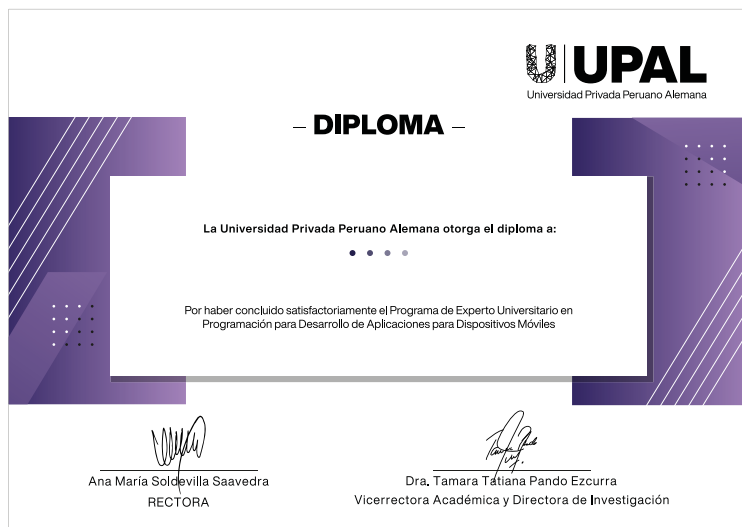 UPAL
Universidad Privada Peruano Alemana
– DIPLOMA –
La Universidad Privada Peruano Alemana otorga el diploma a:
Por haber concluido satisfactoriamente el Programa de Experto Universitario en
Programación para Desarrollo de Aplicaciones para Dispositivos Móviles
Ana María Soldevilla Saavedra
RECTORA
Dra. Tamara Tatiana Pando Ezcurra
Vicerrectora Académica y Directora de Investigación